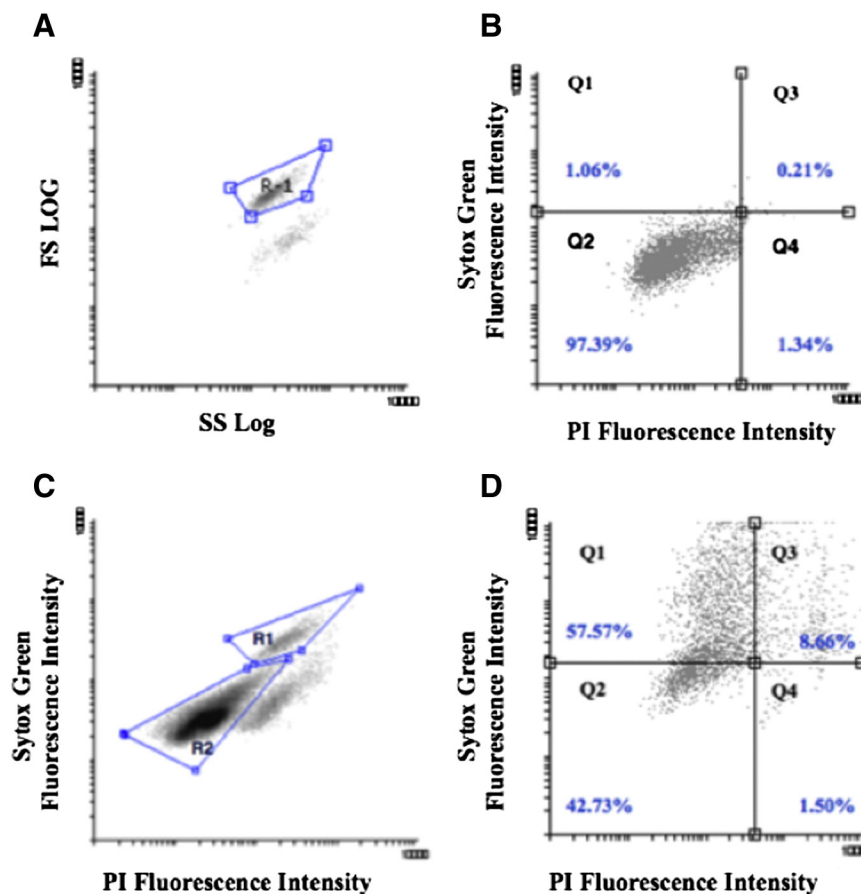 A
FS LOG
R-1
SS Log
B
Sytox Green
Fluorescence Intensity
Q1
Q3
1.06%
0.21%
Q2
Q4
97.39%
1.34%
PI Fluorescence Intensity
C
Sytox Green
Fluorescence Intensity
R1
R2
PI Fluorescence Intensity
D
Sytox Green
Fluorescence Intensity
Q1
Q3
57.57%
8.66%
Q2
Q4
42.73%
1.50%
PI Fluorescence Intensity